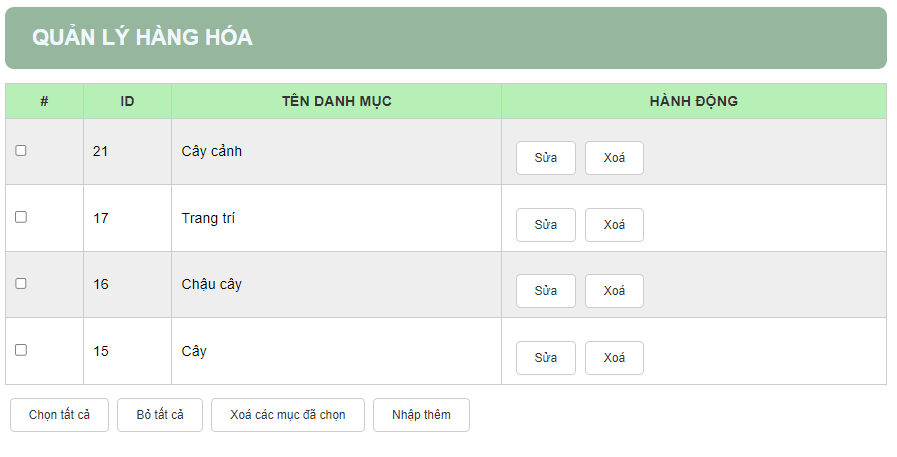 QUẢN LÝ HÀNG HÓA
# ID TÊN DANH MỤC HÀNH ĐỘNG
21 Cây cảnh Sửa Xoá
17 Trang trí Sửa Xoá
16 Chậu cây Sửa Xoá
15 Cây Sửa Xoá
Chọn tất cả Bỏ tất cả Xoá các mục đã chọn Nhập thêm